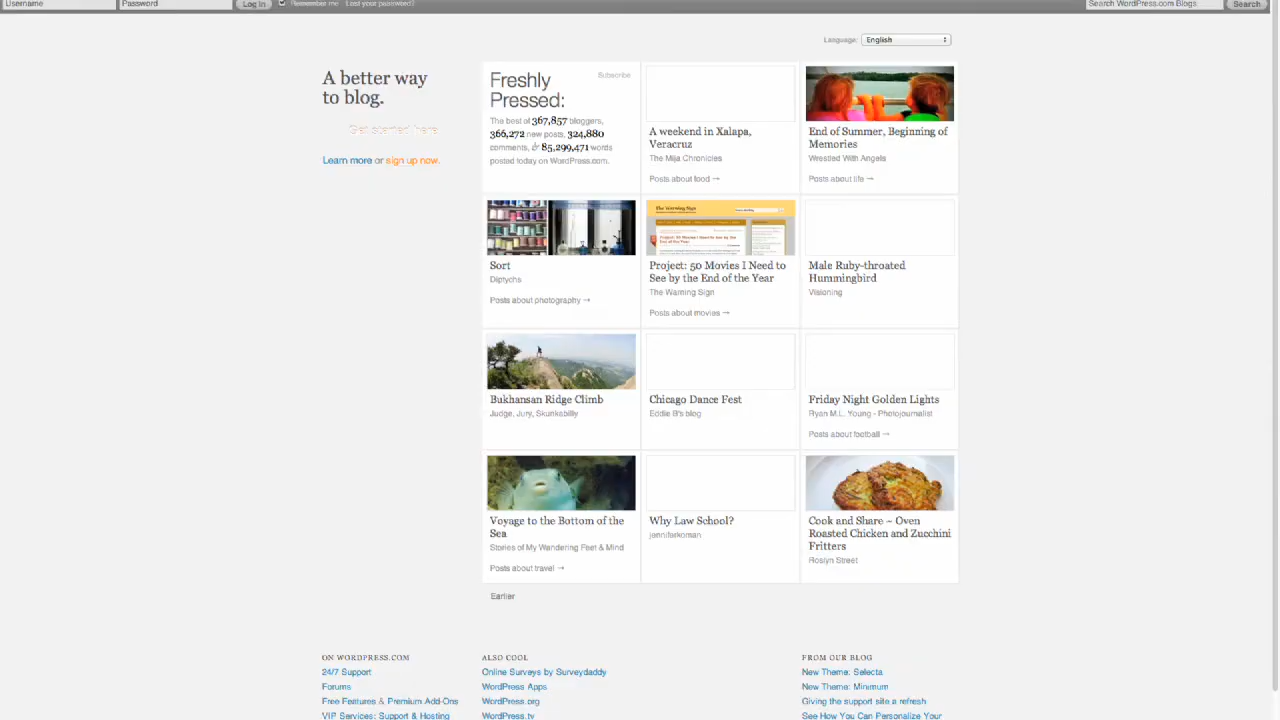 Username
Password
Log In
Remember me
Lost your password?
Search WordPress.com Blogs
Search
Language:
English
A better way
to blog.
Get started here
Learn more or sign up now.
Freshly
Pressed:
Subscribe
The best of 367,857 bloggers,
366,272 new posts, 324,880
comments, & 85,299,471 words
posted today on WordPress.com.
A weekend in Xalapa,
Veracruz
The Mija Chronicles
Posts about food →
End of Summer, Beginning of
Memories
Wrestled With Angels
Posts about life →
Sort
Diptychs
Posts about photography →
The Warning Sign
Project: 50 Movies I Need to
See by the End of the Year
The Warning Sign
Posts about movies →
Male Ruby-throated
Hummingbird
Visioning
Bukhansan Ridge Climb
Judge, Jury, Skunkabilly
Chicago Dance Fest
Eddie B's blog
Friday Night Golden Lights
Ryan M.L. Young - Photojournalist
Posts about football →
Voyage to the Bottom of the
Sea
Stories of My Wandering Feet & Mind
Posts about travel →
Why Law School?
jenniferkoman
Cook and Share ~ Oven
Roasted Chicken and Zucchini
Fritters
Roslyn Street
Earlier
ON WORDPRESS.COM
24/7 Support
Forums
Free Features & Premium Add-Ons
VIP Services: Support & Hosting
ALSO COOL
Online Surveys by Surveydaddy
WordPress Apps
WordPress.org
WordPress.tv
FROM OUR BLOG
New Theme: Selecta
New Theme: Minimum
Giving the support site a refresh
See How You Can Personalize Your